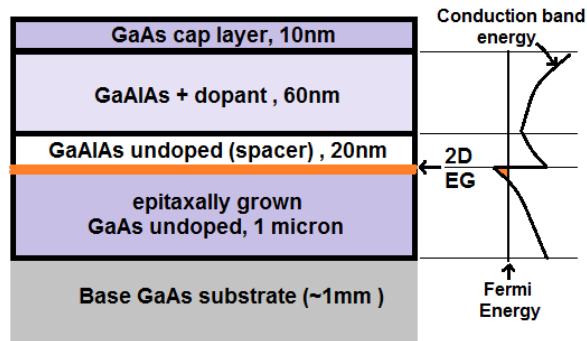 GaAs cap layer, 10nm
GaAlAs + dopant , 60nm
GaAlAs undoped (spacer) , 20nm
epitaxally grown
GaAs undoped, 1 micron
Base GaAs substrate (~1mm )
Conduction band
energy
2D
EG
Fermi
Energy